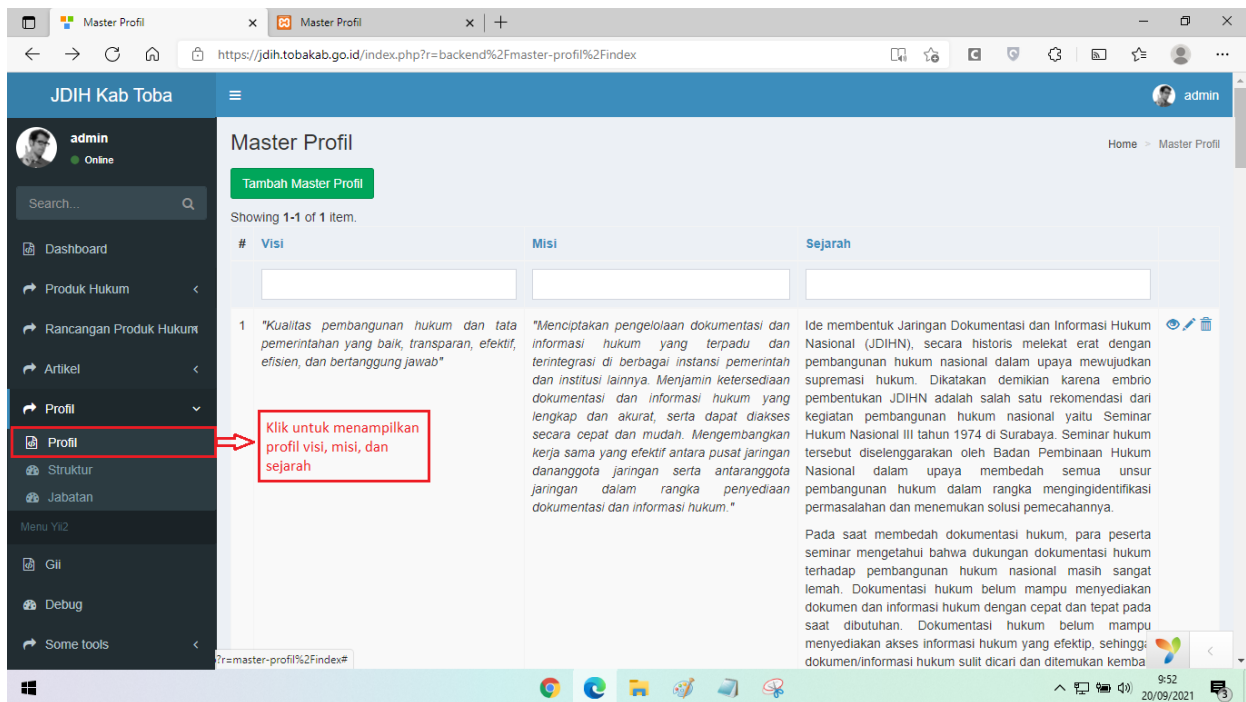 Master Profil
Master Profil
https://jdih.tobakab.go.id/index.php?r=backend%2Fmaster-profil%2Findex
JDIH Kab Toba
admin
admin
Online
Search...
Dashboard
Produk Hukum
Rancangan Produk Hukum
Artikel
Profil
Profil
Struktur
Jabatan
Menu Yii2
Gii
Debug
Some tools
Master Profil
Home > Master Profil
Tambah Master Profil
Showing 1-1 of 1 item.
# Visi Misi Sejarah
1
"Kualitas pembangunan hukum dan tata
pemerintahan yang baik, transparan, efektif,
efisien, dan bertanggung jawab"
Klik untuk menampilkan
profil visi, misi, dan
sejarah
"Menciptakan pengelolaan dokumentasi dan
informasi hukum yang terpadu dan
terintegrasi di berbagai instansi pemerintah
dan institusi lainnya. Menjamin ketersediaan
dokumentasi dan informasi hukum yang
lengkap dan akurat, serta dapat diakses
secara cepat dan mudah. Mengembangkan
kerja sama yang efektif antara pusat jaringan
dananggota jaringan serta antaranggota
jaringan dalam rangka penyediaan
dokumentasi dan informasi hukum."
Ide membentuk Jaringan Dokumentasi dan Informasi Hukum
Nasional (JDIHN), secara historis melekat erat dengan
pembangunan hukum nasional dalam upaya mewujudkan
supremasi hukum. Dikatakan demikian karena embrio
pembentukan JDIHN adalah salah satu rekomendasi dari
kegiatan pembangunan hukum nasional yaitu Seminar
Hukum Nasional III tahun 1974 di Surabaya. Seminar hukum
tersebut diselenggarakan oleh Badan Pembinaan Hukum
Nasional dalam upaya membedah semua unsur
pembangunan hukum dalam rangka mengingidentifikasi
permasalahan dan menemukan solusi pemecahannya.
Pada saat membedah dokumentasi hukum, para peserta
seminar mengetahui bahwa dukungan dokumentasi hukum
terhadap pembangunan hukum nasional masih sangat
lemah. Dokumentasi hukum belum mampu menyediakan
dokumen dan informasi hukum dengan cepat dan tepat pada
saat dibutuhan. Dokumentasi hukum belum mampu
menyediakan akses informasi hukum yang efektip, sehingga
dokumen/informasi hukum sulit dicari dan ditemukan kemba
?r=master-profil%2Findex#
9:52
20/09/2021
3